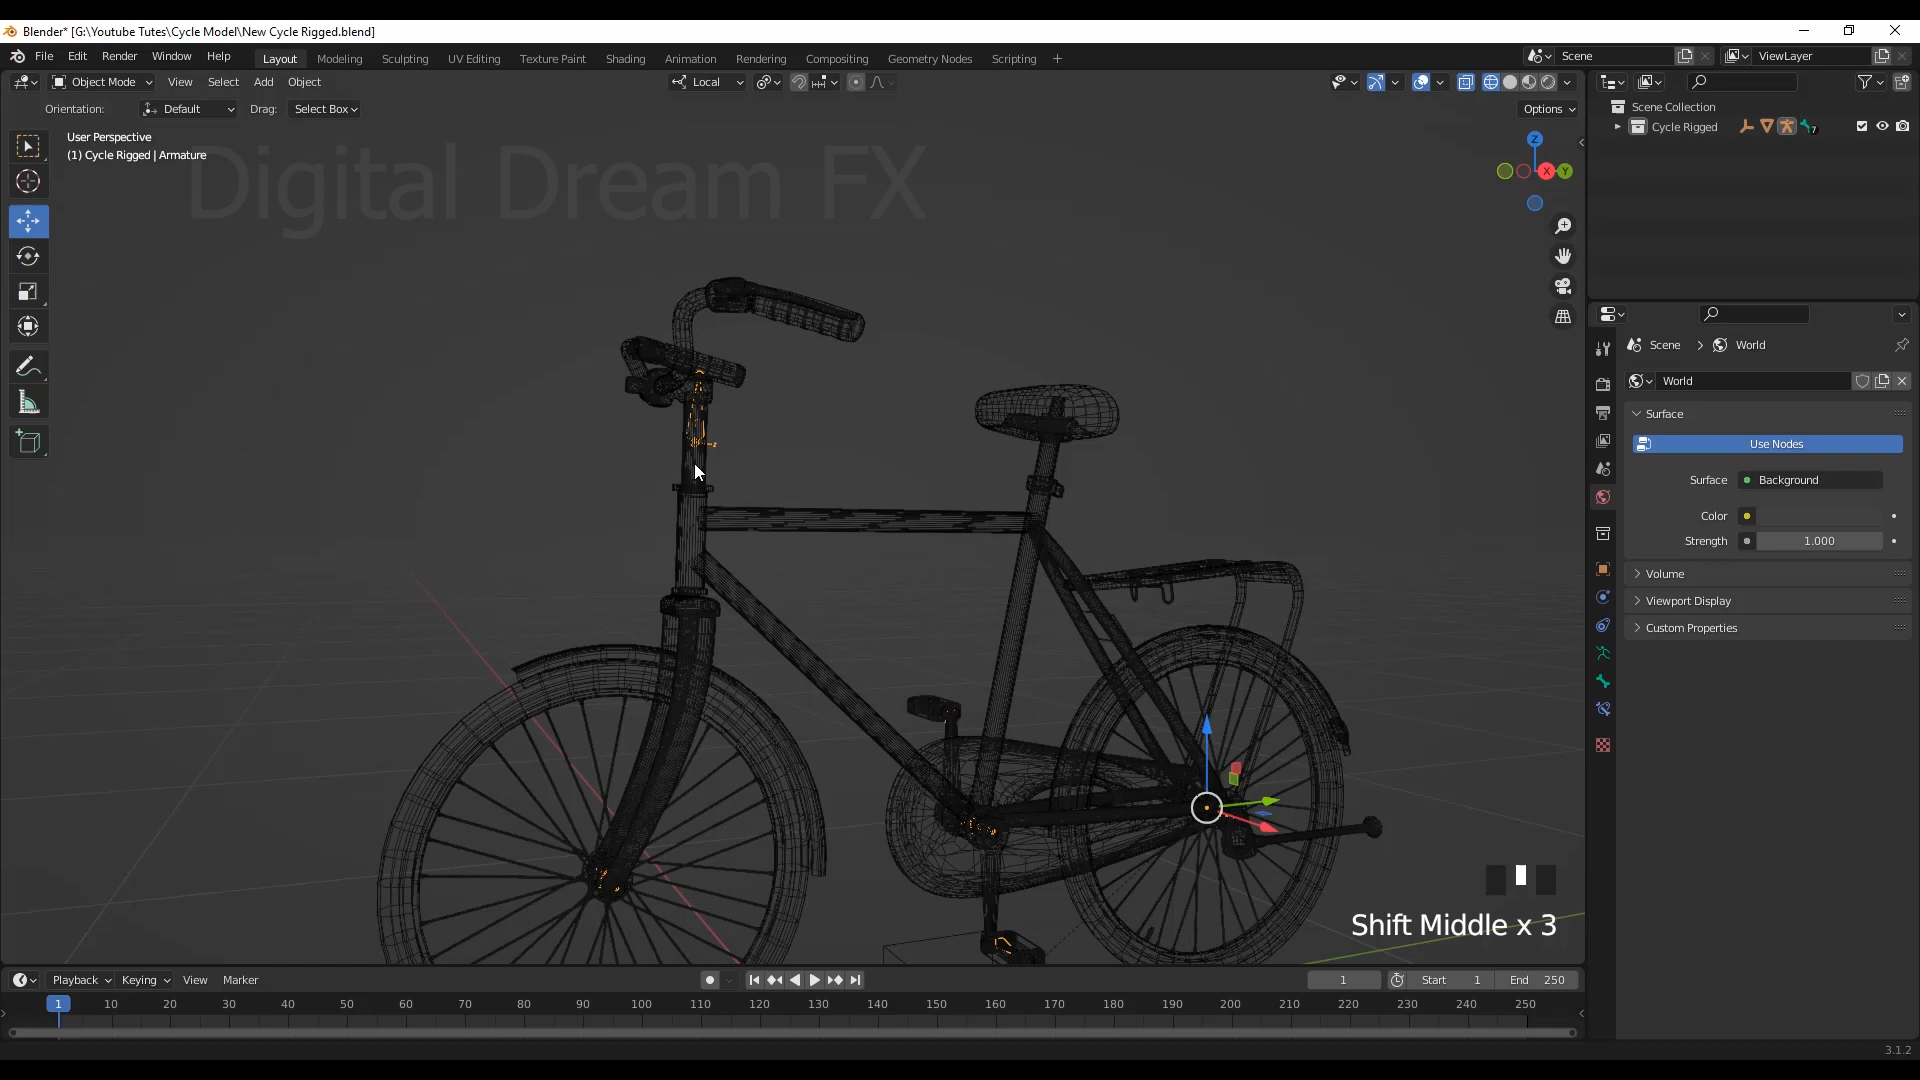 Blender* [G:\Youtube Tutes\Cycle Model\New Cycle Rigged.blend]
File Edit Render Window Help Layout Modeling Sculpting UV Editing Texture Paint Shading Animation Rendering Compositing Geometry Nodes Scripting + Scene ViewLayer
Object Mode View Select Add Object Local
Orientation: Default Drag: Select Box Options
User Perspective
(1) Cycle Rigged | Armature
Digital Dream FX
Z
X Y
Scene Collection
Cycle Rigged 7
Scene > World
World
Surface
Use Nodes
Surface Background
Color
Strength 1.000
Volume
Viewport Display
Custom Properties
Shift Middle x 3
Playback Keying View Marker 1 Start 1 End 250
1 10 20 30 40 50 60 70 80 90 100 110 120 130 140 150 160 170 180 190 200 210 220 230 240 250
3.1.2